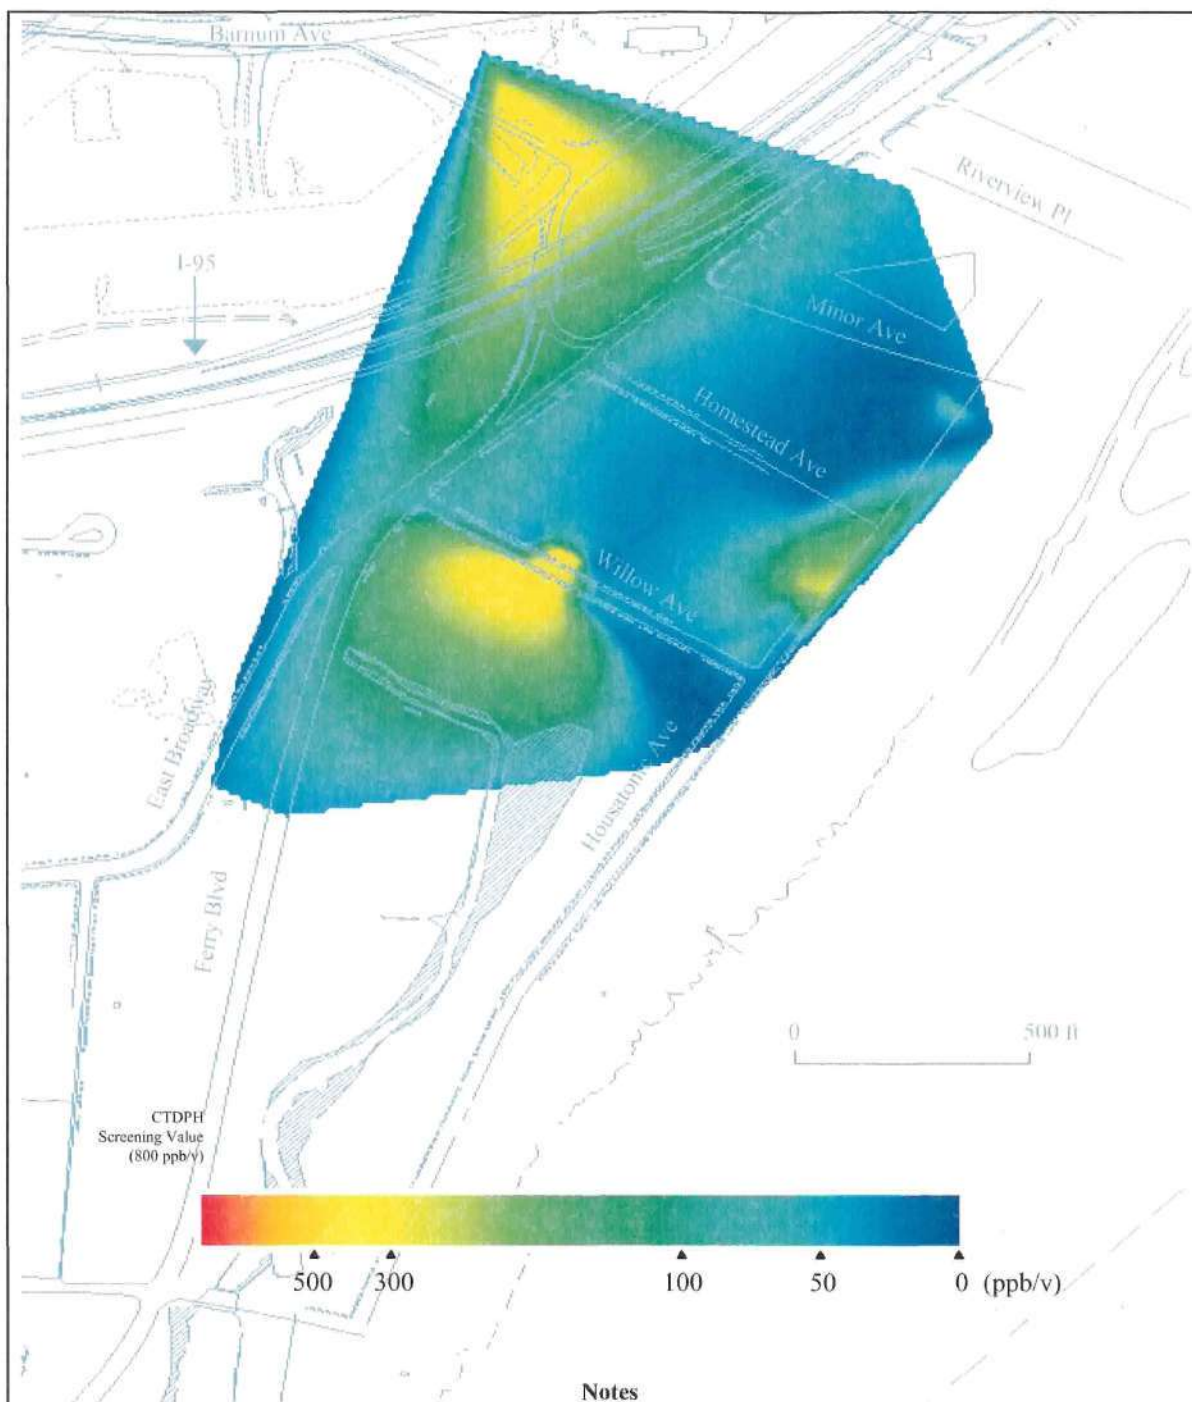 Barnum Ave
Riverview Pl
I-95
Minor Ave
Homestead Ave
Willow Ave
East Broadway
Housatonic Ave
Ferry Blvd
0 500 ft
CTDPH
Screening Value
(800 ppb/v)
500 300 100 50 0 (ppb/v)
Notes